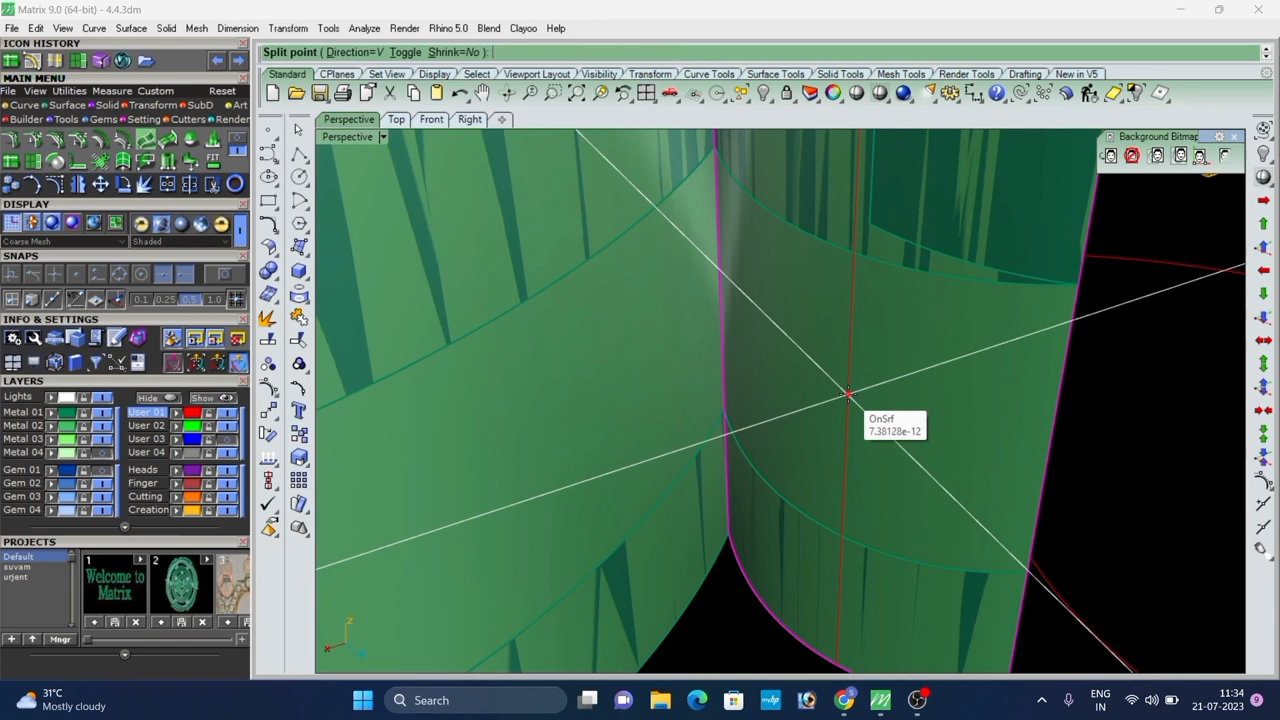 Matrix 9.0 (64-bit) - 4.4.3dm
File Edit View Curve Surface Solid Mesh Dimension Transform Tools Analyze Render Rhino 5.0 Blend Clayoo Help
ICON HISTORY
MAIN MENU
File View Utilities Measure Custom Reset
Curve Surface Solid Transform SubD Art
Builder Tools Gems Setting Cutters Render
FIT
DISPLAY
Coarse Mesh
Shaded
SNAPS
0.1 0.25 0.5 1.0
INFO & SETTINGS
LAYERS
Lights Hide Show
Metal 01 User 01
Metal 02 User 02
Metal 03 User 03
Metal 04 User 04
Gem 01 Heads
Gem 02 Finger
Gem 03 Cutting
Gem 04 Creation
PROJECTS
Default
suvam
urjent
1 2 3
Welcome to Matrix
Mngr
Split point ( Direction=V Toggle Shrink=No ):
Standard CPlanes Set View Display Select Viewport Layout Visibility Transform Curve Tools Surface Tools Solid Tools Mesh Tools Render Tools Drafting New in V5
Perspective Top Front Right
Perspective
Background Bitmap
OnSrf
7.38128e-12
z
31°C
Mostly cloudy
Search
ENG
IN
11:34
21-07-2023
9